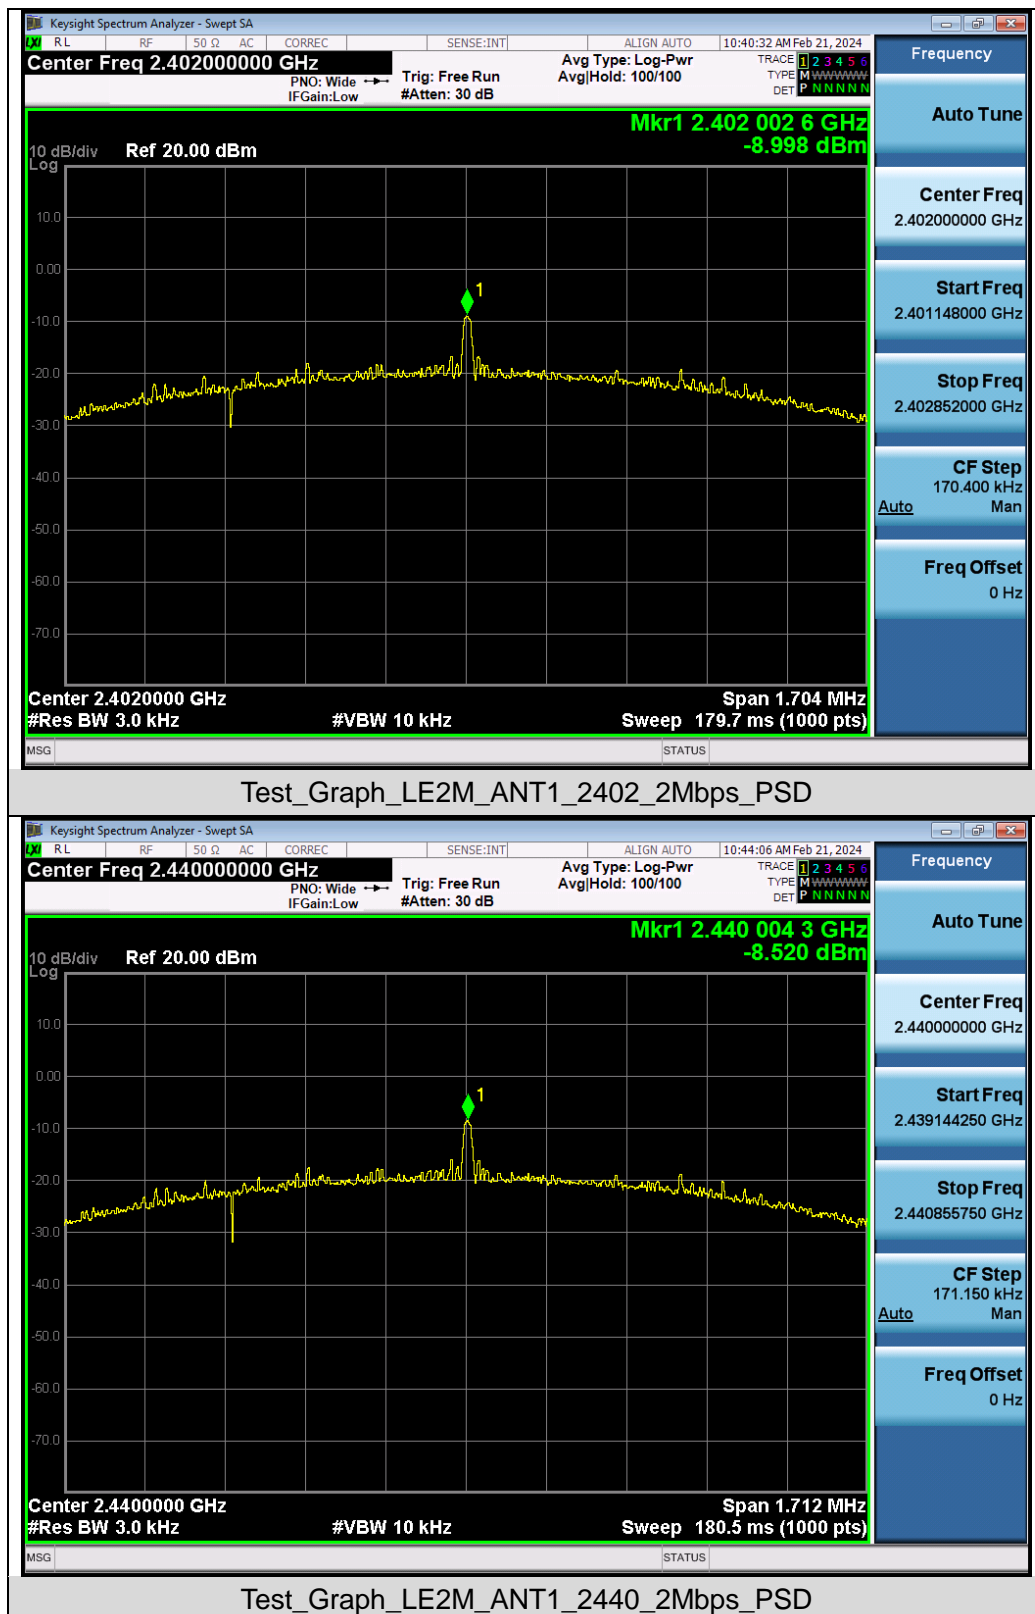 Keysight Spectrum Analyzer - Swept SA
LXI RL RF 50 Ω AC CORREC SENSE:INT ALIGN AUTO 10:40:32 AM Feb 21, 2024
Center Freq 2.402000000 GHz
PNO: Wide
IFGain:Low
Trig: Free Run
#Atten: 30 dB
Avg Type: Log-Pwr
Avg|Hold: 100/100
TRACE 1 2 3 4 5 6
TYPE M WWWWW
DET P N N N N N
Mkr1 2.402 002 6 GHz
-8.998 dBm
10 dB/div Ref 20.00 dBm
Log
10.0
0.00
1
-10.0
-20.0
-30.0
-40.0
-50.0
-60.0
-70.0
Center 2.4020000 GHz Span 1.704 MHz
#Res BW 3.0 kHz #VBW 10 kHz Sweep 179.7 ms (1000 pts)
MSG STATUS
Frequency
Auto Tune
Center Freq
2.402000000 GHz
Start Freq
2.401148000 GHz
Stop Freq
2.402852000 GHz
CF Step
170.400 kHz
Auto Man
Freq Offset
0 Hz
Test_Graph_LE2M_ANT1_2402_2Mbps_PSD
Keysight Spectrum Analyzer - Swept SA
LXI RL RF 50 Ω AC CORREC SENSE:INT ALIGN AUTO 10:44:06 AM Feb 21, 2024
Center Freq 2.440000000 GHz
PNO: Wide
IFGain:Low
Trig: Free Run
#Atten: 30 dB
Avg Type: Log-Pwr
Avg|Hold: 100/100
TRACE 1 2 3 4 5 6
TYPE M WWWWW
DET P N N N N N
Mkr1 2.440 004 3 GHz
-8.520 dBm
10 dB/div Ref 20.00 dBm
Log
10.0
0.00
1
-10.0
-20.0
-30.0
-40.0
-50.0
-60.0
-70.0
Center 2.4400000 GHz Span 1.712 MHz
#Res BW 3.0 kHz #VBW 10 kHz Sweep 180.5 ms (1000 pts)
MSG STATUS
Frequency
Auto Tune
Center Freq
2.440000000 GHz
Start Freq
2.439144250 GHz
Stop Freq
2.440855750 GHz
CF Step
171.150 kHz
Auto Man
Freq Offset
0 Hz
Test_Graph_LE2M_ANT1_2440_2Mbps_PSD